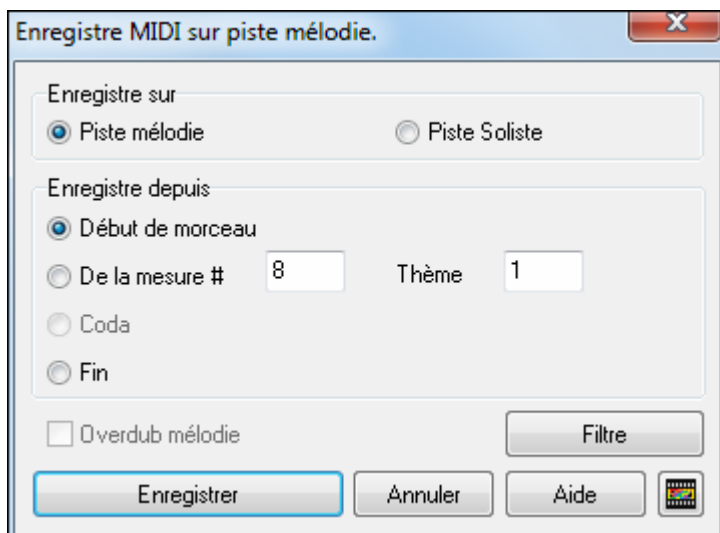 Enregistre MIDI sur piste mélodie.
Enregistre sur
Piste mélodie Piste Soliste
Enregistre depuis
Début de morceau
De la mesure # 8 Thème 1
Coda
Fin
Overdub mélodie Filtre
Enregistrer Annuler Aide